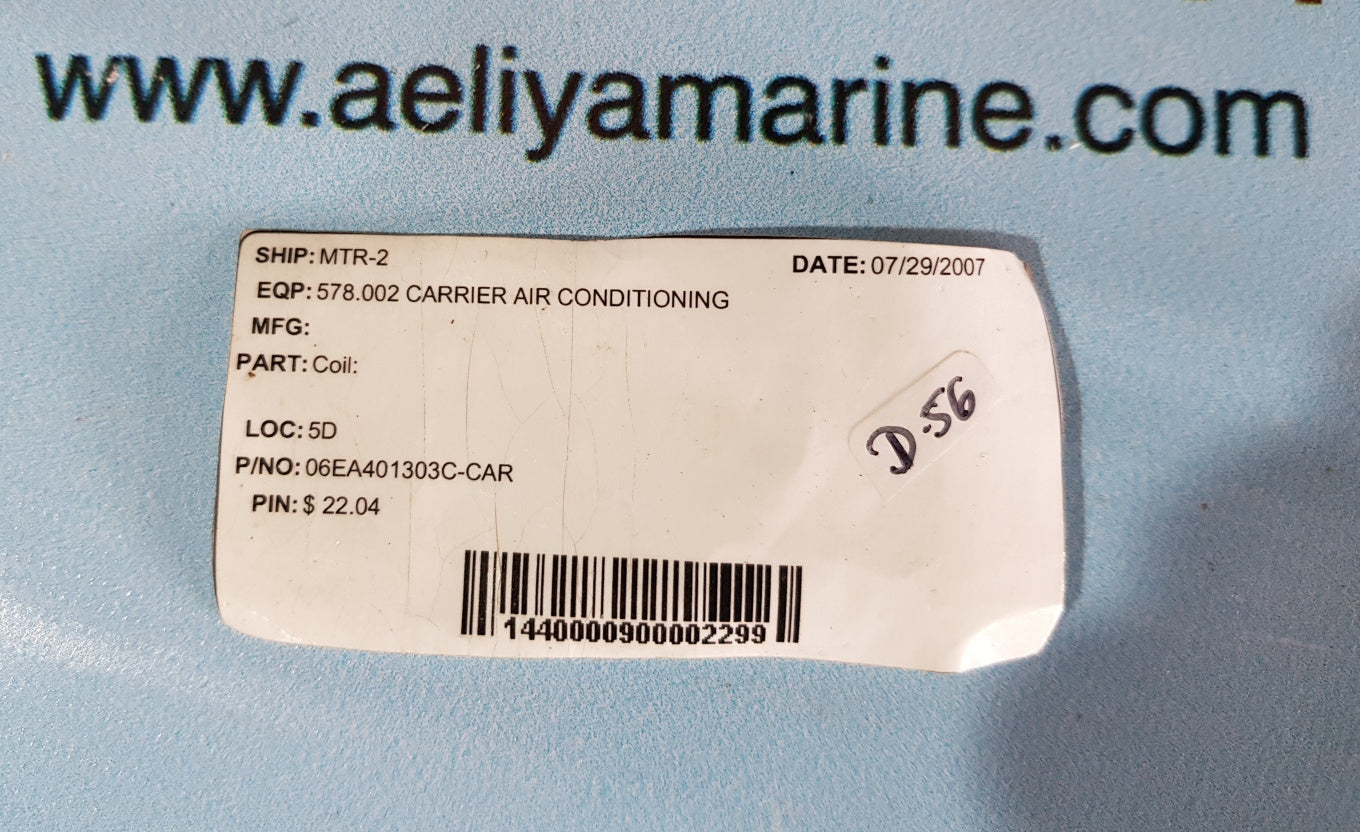 www.aeliyamarine.com
SHIP: MTR-2
DATE: 07/29/2007
EQP: 578.002 CARRIER AIR CONDITIONING
MFG:
PART: Coil:
D.56
LOC: 5D
P/NO: 06EA401303C-CAR
PIN: $ 22.04
1440000900002299